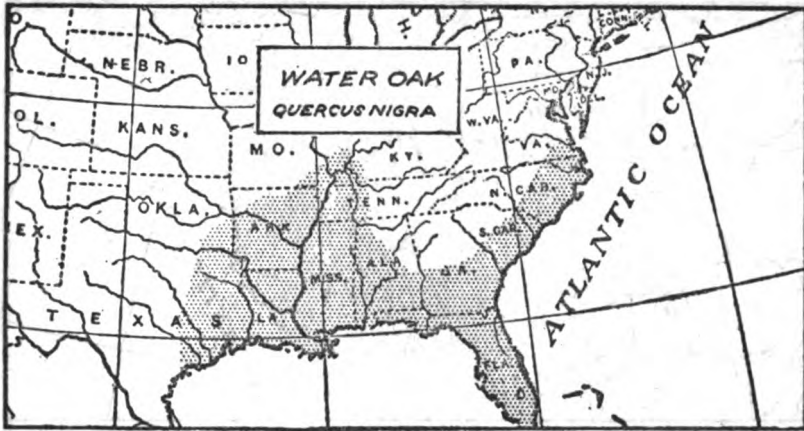 NEBR.
IO
WATER OAK
QUERCUS NIGRA
PA.
N.J.
DEL.
OL.
KANS.
MO.
KY.
W.VA.
VA.
OKLA.
ARK
TENN.
N. CAR.
S. CAR.
EX.
MISS.
ALA
GA.
TEXAS
LA.
FLA.
ATLANTIC OCEAN